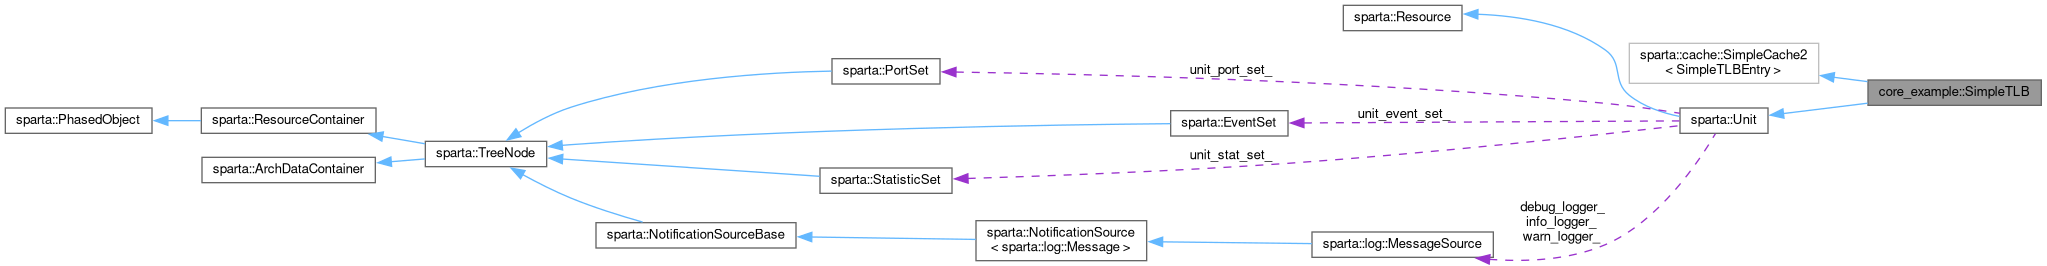 sparta::Resource
sparta::cache::SimpleCache2
< SimpleTLBEntry >
unit_port_set_
sparta::PortSet
core_example::SimpleTLB
sparta::PhasedObject
sparta::ResourceContainer
sparta::EventSet
unit_event_set_
sparta::Unit
sparta::TreeNode
unit_stat_set_
sparta::ArchDataContainer
sparta::StatisticSet
debug_logger_
info_logger_
warn_logger_
sparta::NotificationSourceBase
sparta::NotificationSource
< sparta::log::Message >
sparta::log::MessageSource